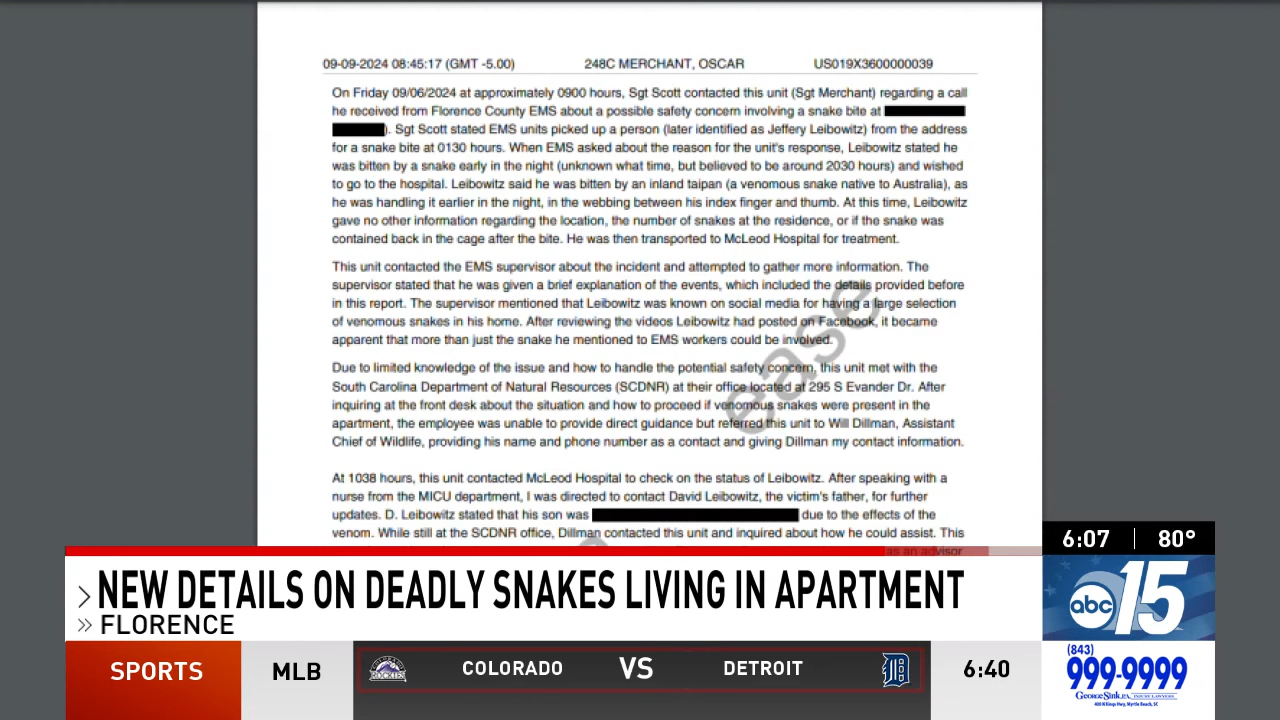 09-09-2024 08:45:17 (GMT -5.00) 248C MERCHANT, OSCAR US019X3600000039
On Friday 09/06/2024 at approximately 0900 hours, Sgt Scott contacted this unit (Sgt Merchant) regarding a call
he received from Florence County EMS about a possible safety concern involving a snake bite at
). Sgt Scott stated EMS units picked up a person (later identified as Jeffery Leibowitz) from the address
for a snake bite at 0130 hours. When EMS asked about the reason for the unit's response, Leibowitz stated he
was bitten by a snake early in the night (unknown what time, but believed to be around 2030 hours) and wished
to go to the hospital. Leibowitz said he was bitten by an inland taipan (a venomous snake native to Australia), as
he was handling it earlier in the night, in the webbing between his index finger and thumb. At this time, Leibowitz
gave no other information regarding the location, the number of snakes at the residence, or if the snake was
contained back in the cage after the bite. He was then transported to McLeod Hospital for treatment.
This unit contacted the EMS supervisor about the incident and attempted to gather more information. The
supervisor stated that he was given a brief explanation of the events, which included the details provided before
in this report. The supervisor mentioned that Leibowitz was known on social media for having a large selection
of venomous snakes in his home. After reviewing the videos Leibowitz had posted on Facebook, it became
apparent that more than just the snake he mentioned to EMS workers could be involved.
ease
Due to limited knowledge of the issue and how to handle the potential safety concern, this unit met with the
South Carolina Department of Natural Resources (SCDNR) at their office located at 295 S Evander Dr. After
inquiring at the front desk about the situation and how to proceed if venomous snakes were present in the
apartment, the employee was unable to provide direct guidance but referred this unit to Will Dillman, Assistant
Chief of Wildlife, providing his name and phone number as a contact and giving Dillman my contact information.
At 1038 hours, this unit contacted McLeod Hospital to check on the status of Leibowitz. After speaking with a
nurse from the MICU department, I was directed to contact David Leibowitz, the victim's father, for further
updates. D. Leibowitz stated that his son was due to the effects of the
venom. While still at the SCDNR office, Dillman contacted this unit and inquired about how he could assist. This
as an advisor
NEW DETAILS ON DEADLY SNAKES LIVING IN APARTMENT
FLORENCE
6:07 80°
abc 15
SPORTS MLB COLORADO ROCKIES COLORADO VS DETROIT D 6:40
(843)
999-9999
George Sink, P.A. INJURY LAWYERS